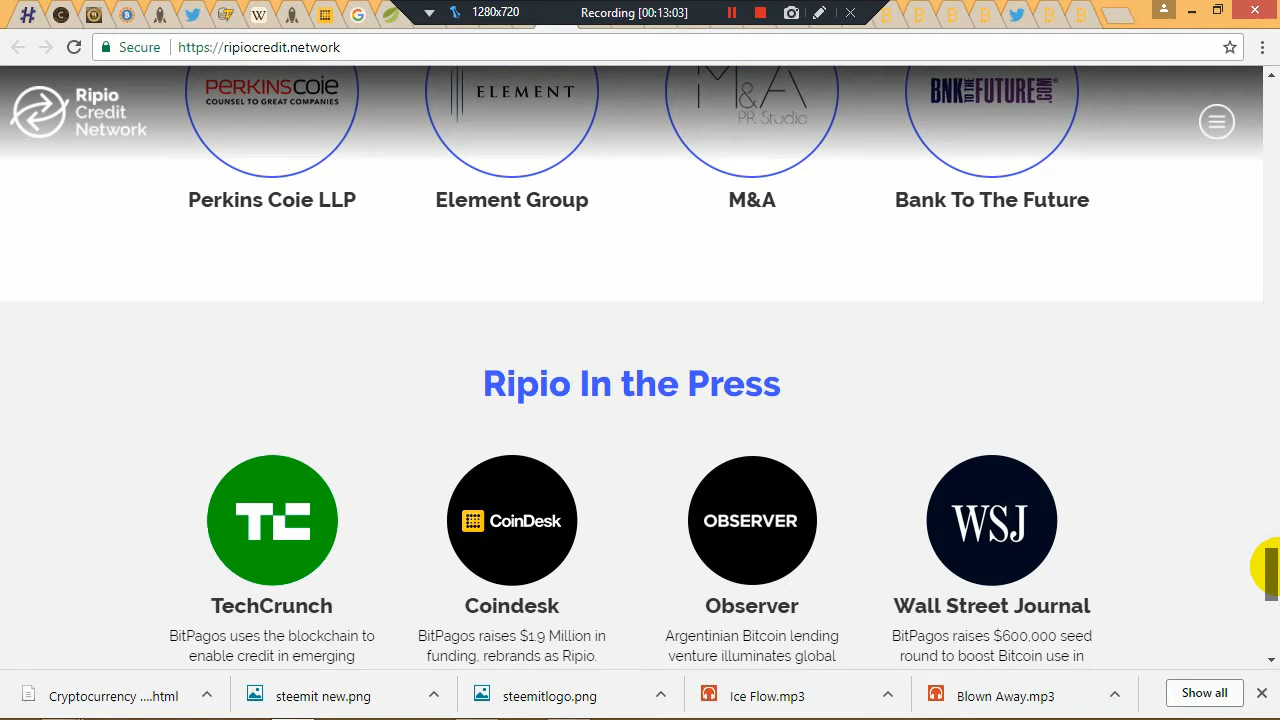 1280x720
Recording [00:13:03]
Secure
https://ripiocredit.network
Ripio
Credit
Network
PERKINSCOIE
COUNSEL TO GREAT COMPANIES
ELEMENT
M&A
PR Studio
BNK TO THE FUTURE.COM
Perkins Coie LLP
Element Group
M&A
Bank To The Future
Ripio In the Press
TC
CoinDesk
OBSERVER
WSJ
TechCrunch
Coindesk
Observer
Wall Street Journal
BitPagos uses the blockchain to
enable credit in emerging
BitPagos raises $1.9 Million in
funding, rebrands as Ripio.
Argentinian Bitcoin lending
venture illuminates global
BitPagos raises $600,000 seed
round to boost Bitcoin use in
Cryptocurrency ....html
steemit new.png
steemitlogo.png
Ice Flow.mp3
Blown Away.mp3
Show all